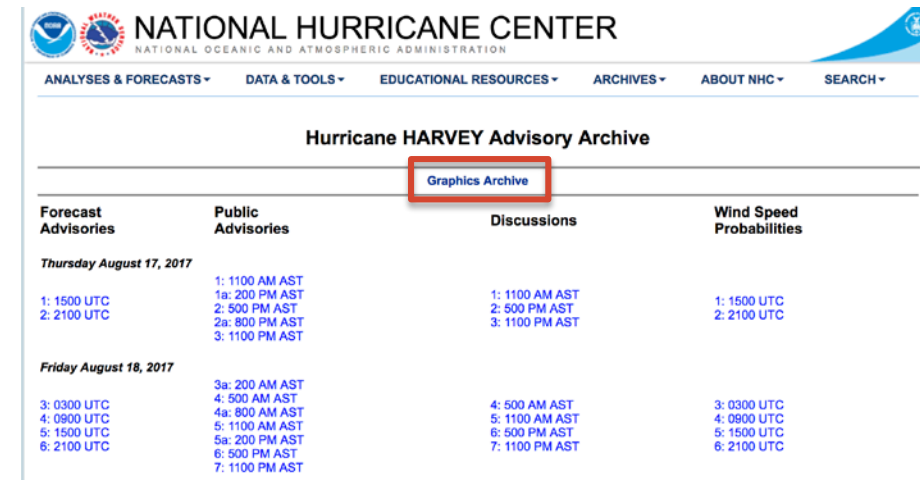 NATIONAL HURRICANE CENTER
NATIONAL OCEANIC AND ATMOSPHERIC ADMINISTRATION
ANALYSES & FORECASTS DATA & TOOLS EDUCATIONAL RESOURCES ARCHIVES ABOUT NHC SEARCH
Hurricane HARVEY Advisory Archive
Graphics Archive
Forecast Advisories Public Advisories Discussions Wind Speed Probabilities
Thursday August 17, 2017
1: 1500 UTC
2: 2100 UTC
1: 1100 AM AST
1a: 200 PM AST
2: 500 PM AST
2a: 800 PM AST
3: 1100 PM AST
1: 1100 AM AST
2: 500 PM AST
3: 1100 PM AST
1: 1500 UTC
2: 2100 UTC
Friday August 18, 2017
3: 0300 UTC
4: 0900 UTC
5: 1500 UTC
6: 2100 UTC
3a: 200 AM AST
4: 500 AM AST
4a: 800 AM AST
5: 1100 AM AST
5a: 200 PM AST
6: 500 PM AST
7: 1100 PM AST
4: 500 AM AST
5: 1100 AM AST
6: 500 PM AST
7: 1100 PM AST
3: 0300 UTC
4: 0900 UTC
5: 1500 UTC
6: 2100 UTC